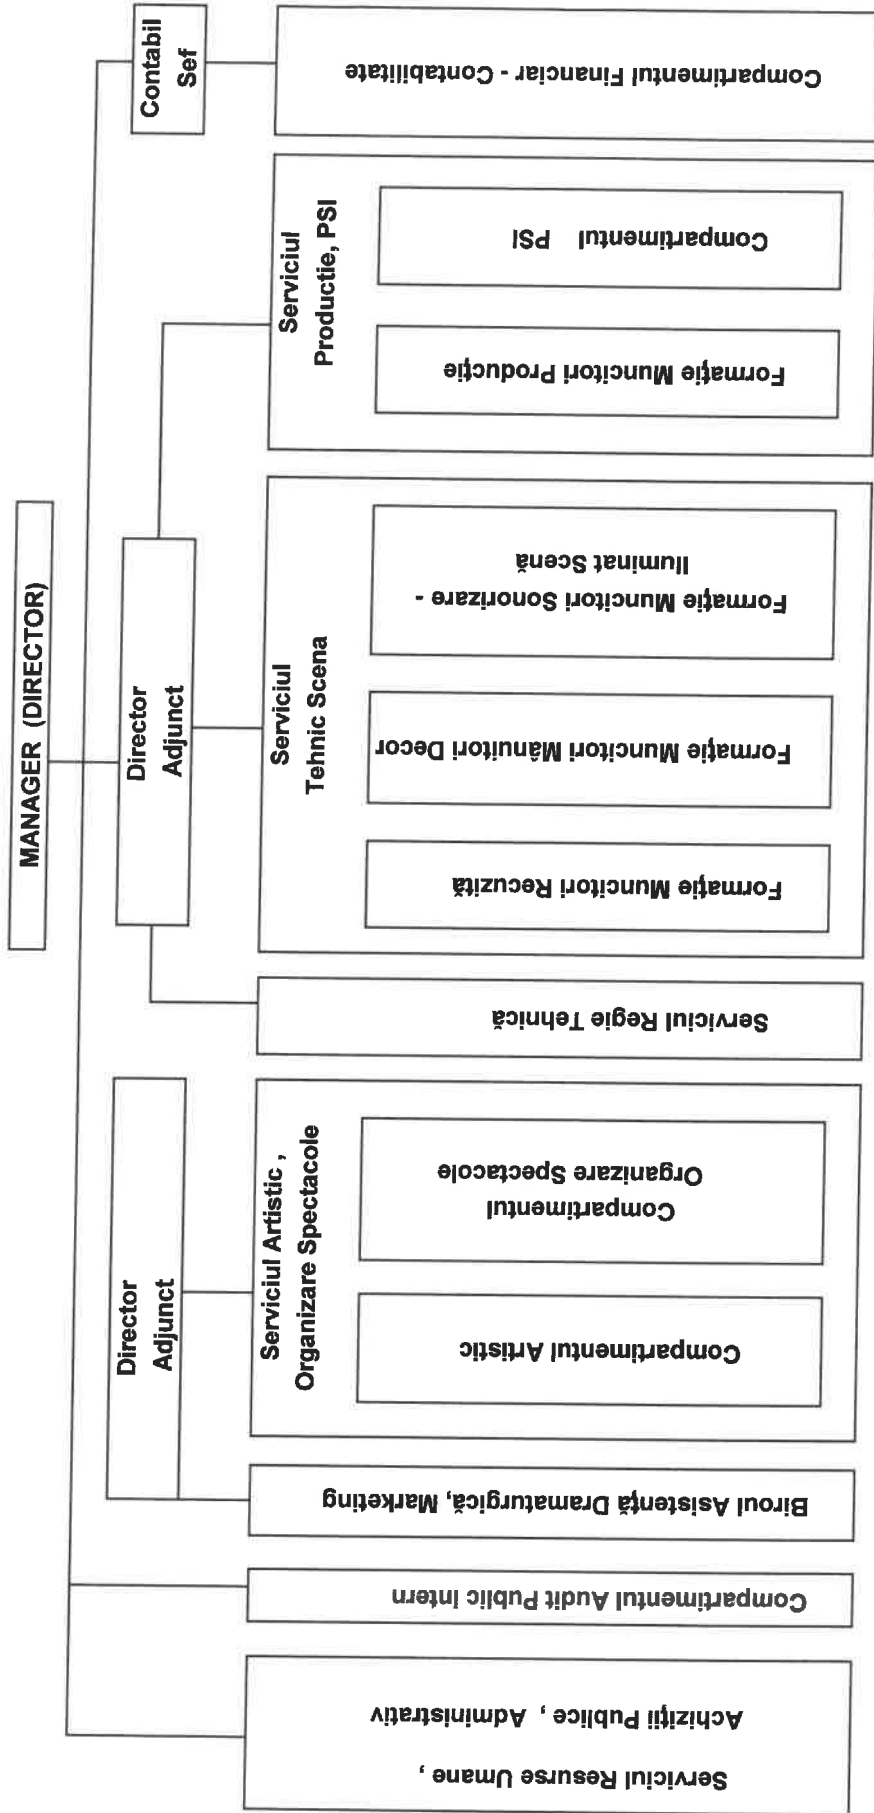 MANAGER (DIRECTOR)
Director
Adjunct
Director
Adjunct
Contabil
Sef
Serviciul Resurse Umane ,
Achiziții Publice , Administrativ
Compartimentul Audit Public Intern
Biroul Asistență Dramaturgică, Marketing
Serviciul Artistic ,
Organizare Spectacole
Compartimentul Artistic
Compartimentul
Organizare Spectacole
Serviciul Regie Tehnică
Serviciul
Tehnic Scena
Formație Muncitori Recuzită
Formație Muncitori Mânuitori Decor
Formație Muncitori Sonorizare -
Iluminat Scenă
Serviciul
Productie, PSI
Formație Muncitori Producție
Compartimentul PSI
Compartimentul Financiar - Contabilitate